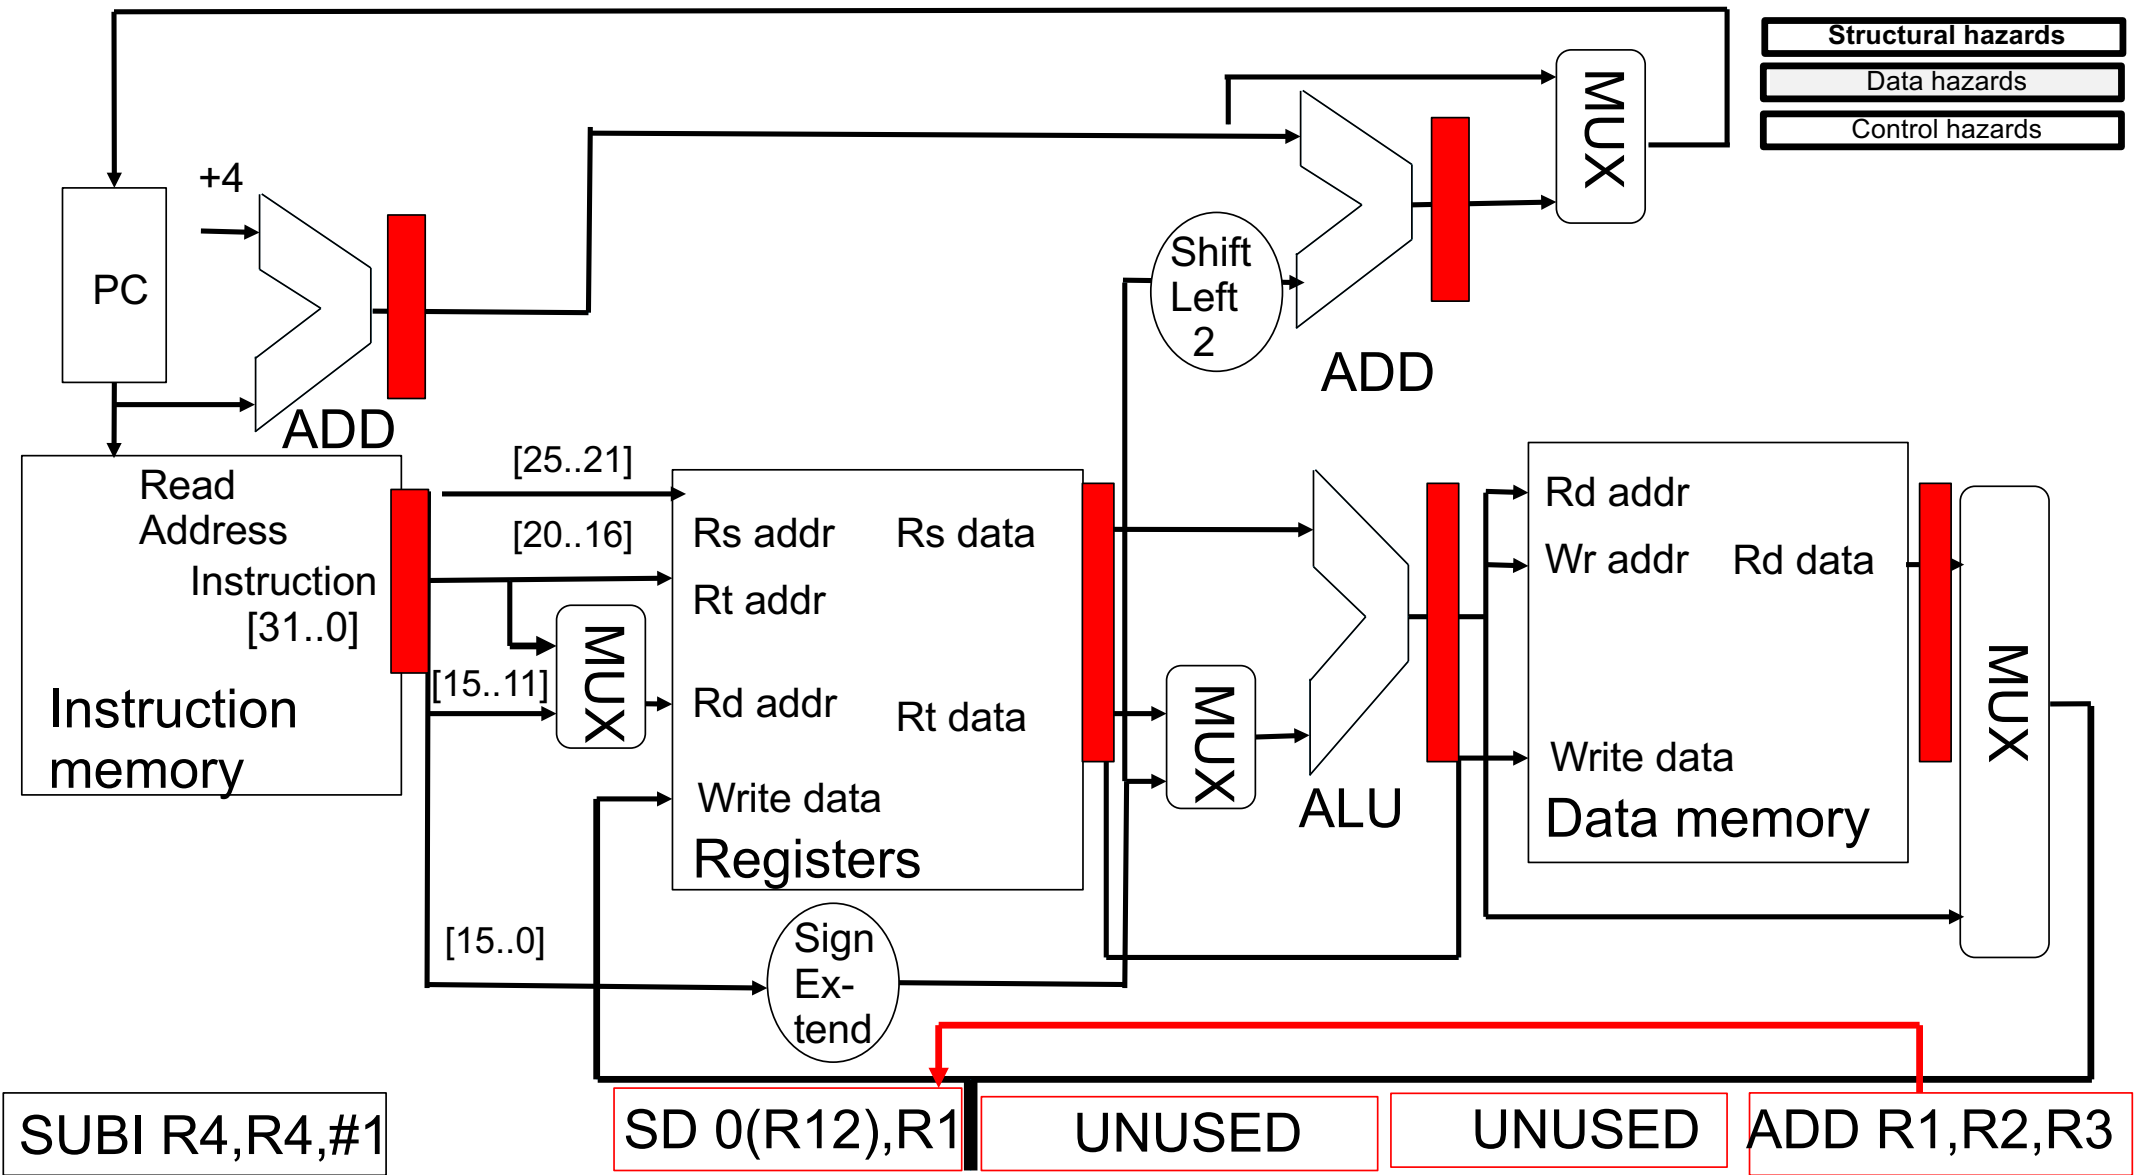 Structural hazards
Data hazards
Control hazards
MUX
+4
PC
Shift
Left
2
ADD
ADD
[25..21]
[20..16]
[15..11]
[15..0]
Read
Address
Instruction
[31..0]
Instruction
memory
MUX
Rs addr
Rs data
Rt addr
Rd addr
Rt data
Write data
Registers
Sign
Ex-
tend
MUX
ALU
Rd addr
Wr addr
Rd data
Write data
Data memory
MUX
SUBI R4,R4,#1
SD 0(R12),R1
UNUSED
UNUSED
ADD R1,R2,R3